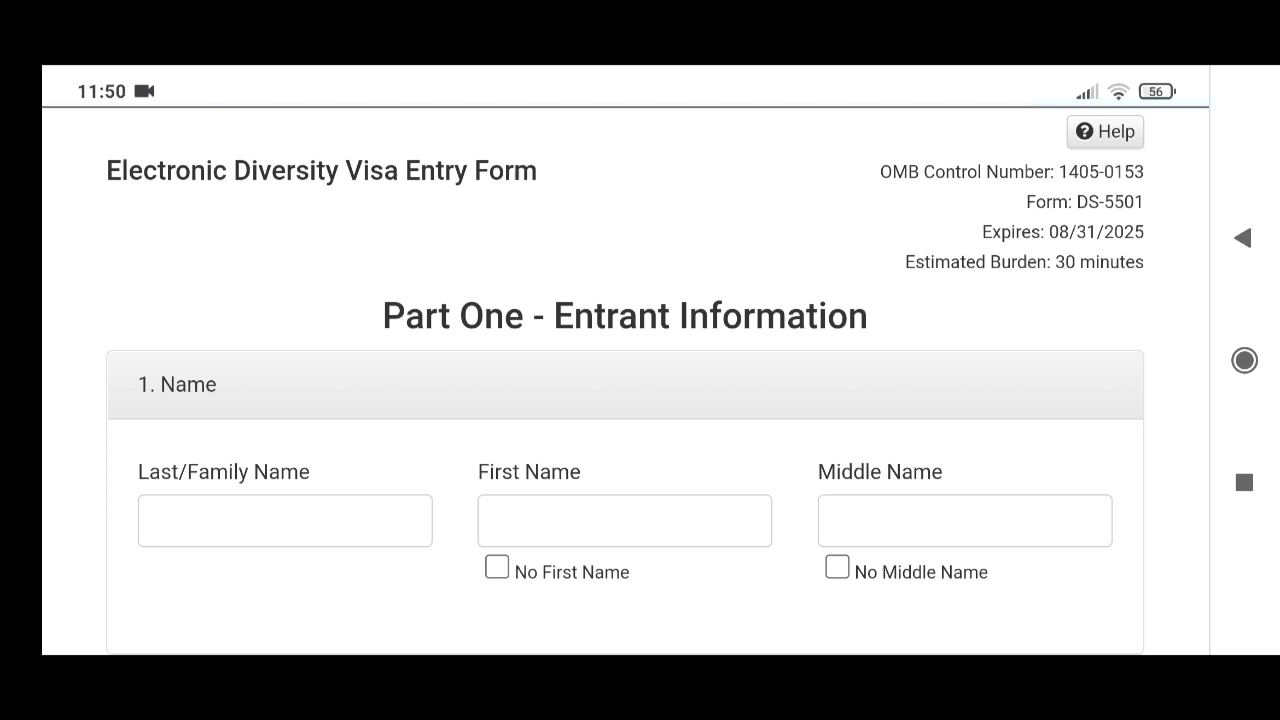 11:50
56
Help
Electronic Diversity Visa Entry Form
OMB Control Number: 1405-0153
Form: DS-5501
Expires: 08/31/2025
Estimated Burden: 30 minutes
Part One - Entrant Information
1. Name
Last/Family Name
First Name
Middle Name
No First Name
No Middle Name